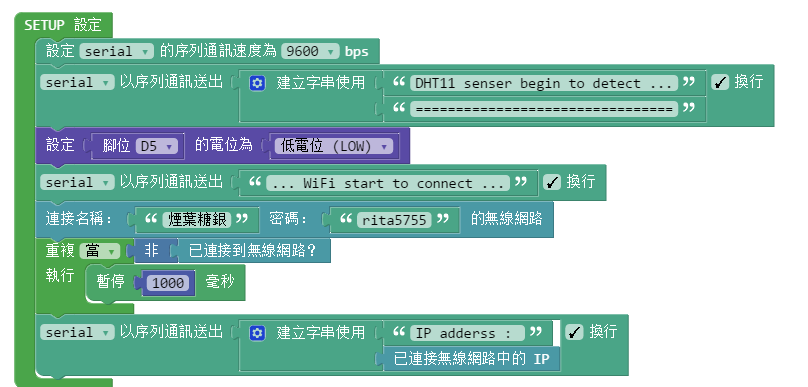 SETUP 設定
設定 serial 的序列通訊速度為 9600 bps
serial 以序列通訊送出 建立字串使用 “ DHT11 senser begin to detect ... ” 換行
“ =============================== ”
設定 腳位 D5 的電位為 低電位 (LOW)
serial 以序列通訊送出 “ ... WiFi start to connect ... ” 換行
連接名稱： “ 煙葉糖銀 ” 密碼： “ rita5755 ” 的無線網路
重複 當 非 已連接到無線網路？
執行 暫停 1000 毫秒
serial 以序列通訊送出 建立字串使用 “ IP adderss : ” 換行
已連接無線網路中的 IP